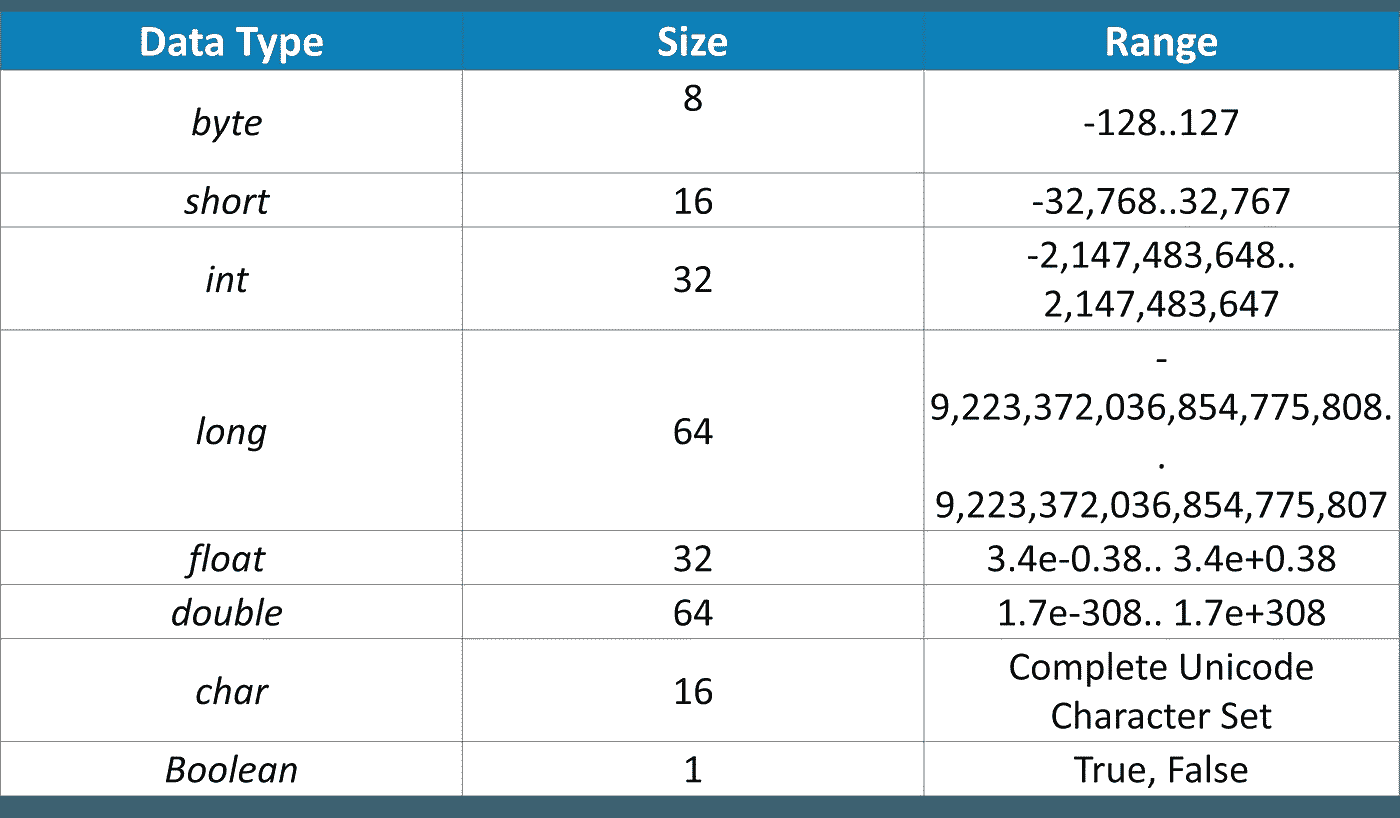 Data Type Size Range
byte 8 -128..127
short 16 -32,768..32,767
int 32 -2,147,483,648..
2,147,483,647
long 64 -
9,223,372,036,854,775,808.
.
9,223,372,036,854,775,807
float 32 3.4e-0.38.. 3.4e+0.38
double 64 1.7e-308.. 1.7e+308
char 16 Complete Unicode
Character Set
Boolean 1 True, False